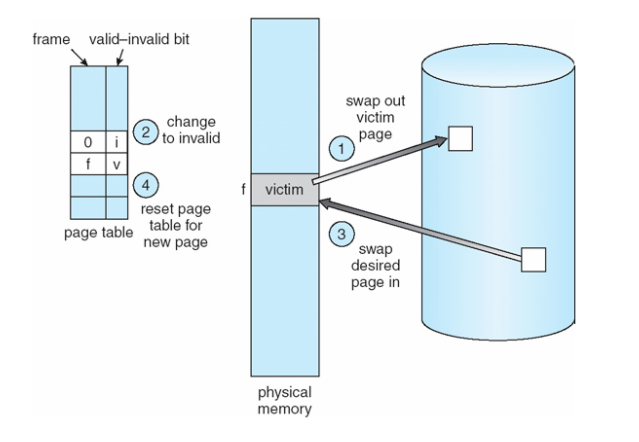 frame
valid–invalid bit
0 i
f v
2
change
to invalid
4
reset page
table for
new page
page table
swap out
victim
page
1
f
victim
3
swap
desired
page in
physical
memory